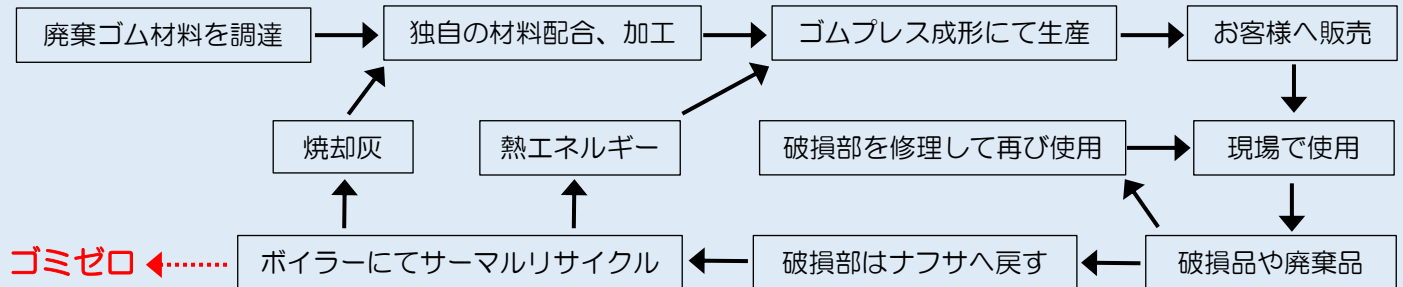 廃棄ゴム材料を調達
独自の材料配合、加工
ゴムプレス成形にて生産
お客様へ販売
焼却灰
熱エネルギー
破損部を修理して再び使用
現場で使用
ゴミゼロ
ボイラーにてサーマルリサイクル
破損部はナフサへ戻す
破損品や廃棄品